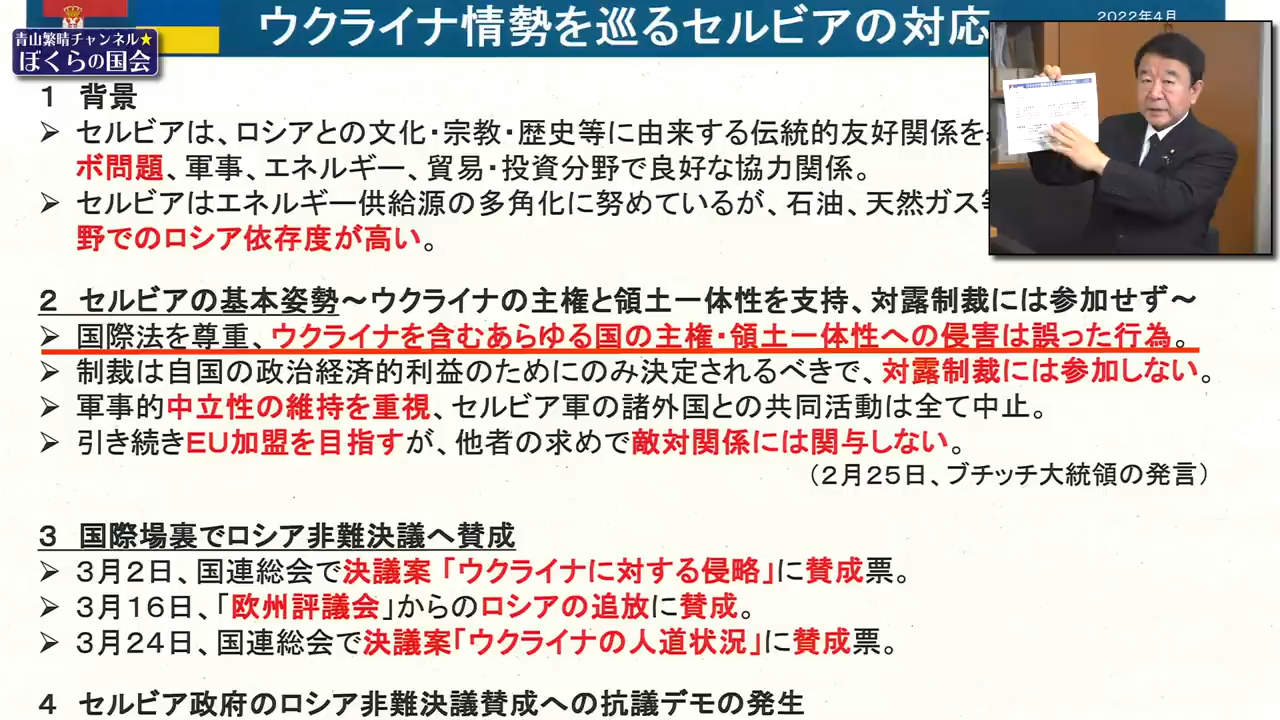 ウクライナ情勢を巡るセルビアの対応
2022年4月
青山繁晴チャンネル★
ぼくらの国会
1 背景
➢ セルビアは、ロシアとの文化・宗教・歴史等に由来する伝統的友好関係を
ボ問題、軍事、エネルギー、貿易・投資分野で良好な協力関係。
➢ セルビアはエネルギー供給源の多角化に努めているが、石油、天然ガス
野でのロシア依存度が高い。
2 セルビアの基本姿勢~ウクライナの主権と領土一体性を支持、対露制裁には参加せず~
➢ 国際法を尊重、ウクライナを含むあらゆる国の主権・領土一体性への侵害は誤った行為。
➢ 制裁は自国の政治経済的利益のためにのみ決定されるべきで、対露制裁には参加しない。
➢ 軍事的中立性の維持を重視、セルビア軍の諸外国との共同活動は全て中止。
➢ 引き続きEU加盟を目指すが、他者の求めで敵対関係には関与しない。
(2月25日、ブチッチ大統領の発言)
3 国際場裏でロシア非難決議へ賛成
➢ 3月2日、国連総会で決議案「ウクライナに対する侵略」に賛成票。
➢ 3月16日、「欧州評議会」からのロシアの追放に賛成。
➢ 3月24日、国連総会で決議案「ウクライナの人道状況」に賛成票。
4 セルビア政府のロシア非難決議賛成への抗議デモの発生